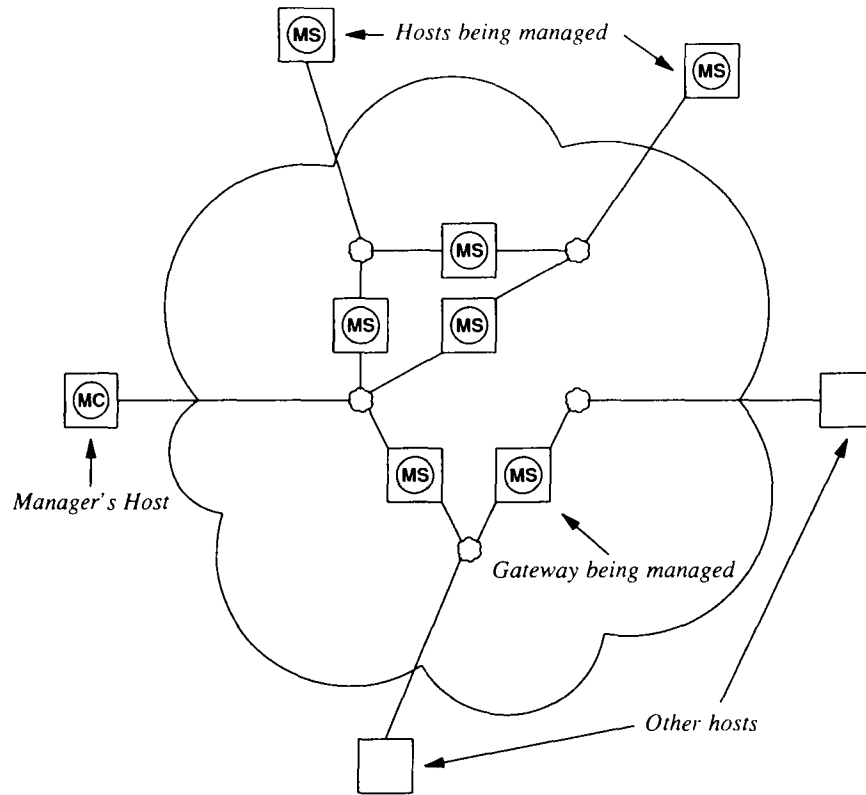 MS
Hosts being managed
MS
MS
MS
MS
MC
MS
MS
Manager's Host
Gateway being managed
Other hosts